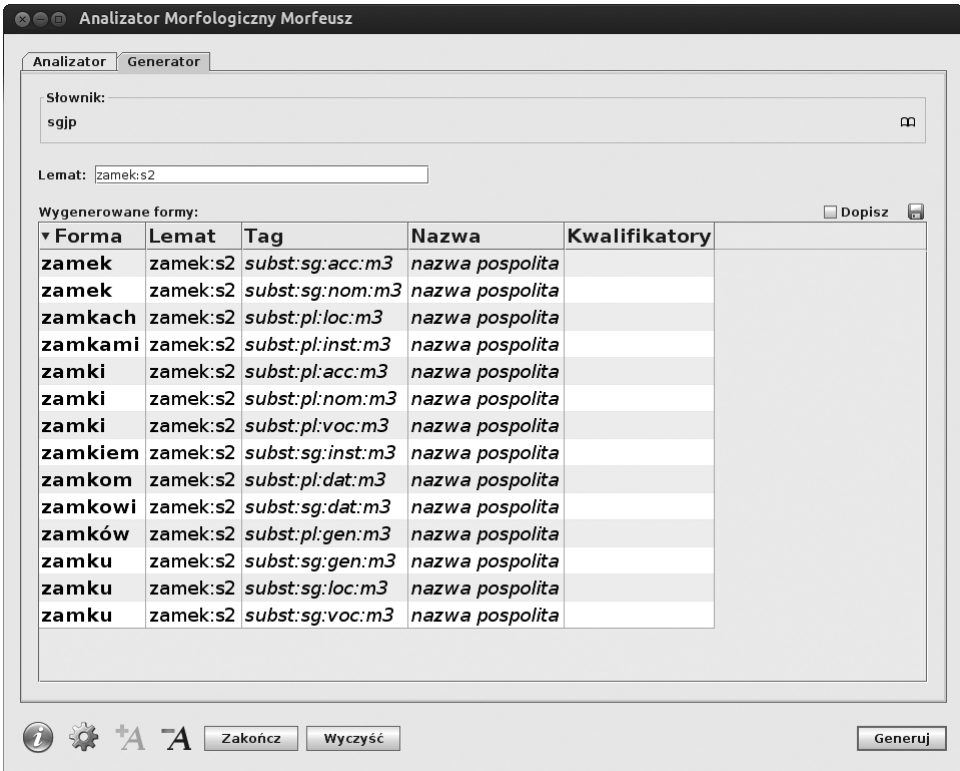 Analizator Morfologiczny Morfeusz
Analizator Generator
Słownik:
sgjp
Lemat: zamek:s2
Wygenerowane formy: Dopisz
Forma Lemat Tag Nazwa Kwalifikatory
zamek zamek:s2 subst:sg:acc:m3 nazwa pospolita
zamek zamek:s2 subst:sg:nom:m3 nazwa pospolita
zamkach zamek:s2 subst:pl:loc:m3 nazwa pospolita
zamkami zamek:s2 subst:pl:inst:m3 nazwa pospolita
zamki zamek:s2 subst:pl:acc:m3 nazwa pospolita
zamki zamek:s2 subst:pl:nom:m3 nazwa pospolita
zamki zamek:s2 subst:pl:voc:m3 nazwa pospolita
zamkiem zamek:s2 subst:sg:inst:m3 nazwa pospolita
zamkom zamek:s2 subst:pl:dat:m3 nazwa pospolita
zamkowi zamek:s2 subst:sg:dat:m3 nazwa pospolita
zamków zamek:s2 subst:pl:gen:m3 nazwa pospolita
zamku zamek:s2 subst:sg:gen:m3 nazwa pospolita
zamku zamek:s2 subst:sg:loc:m3 nazwa pospolita
zamku zamek:s2 subst:sg:voc:m3 nazwa pospolita
i +A -A Zakończ Wyczyść Generuj